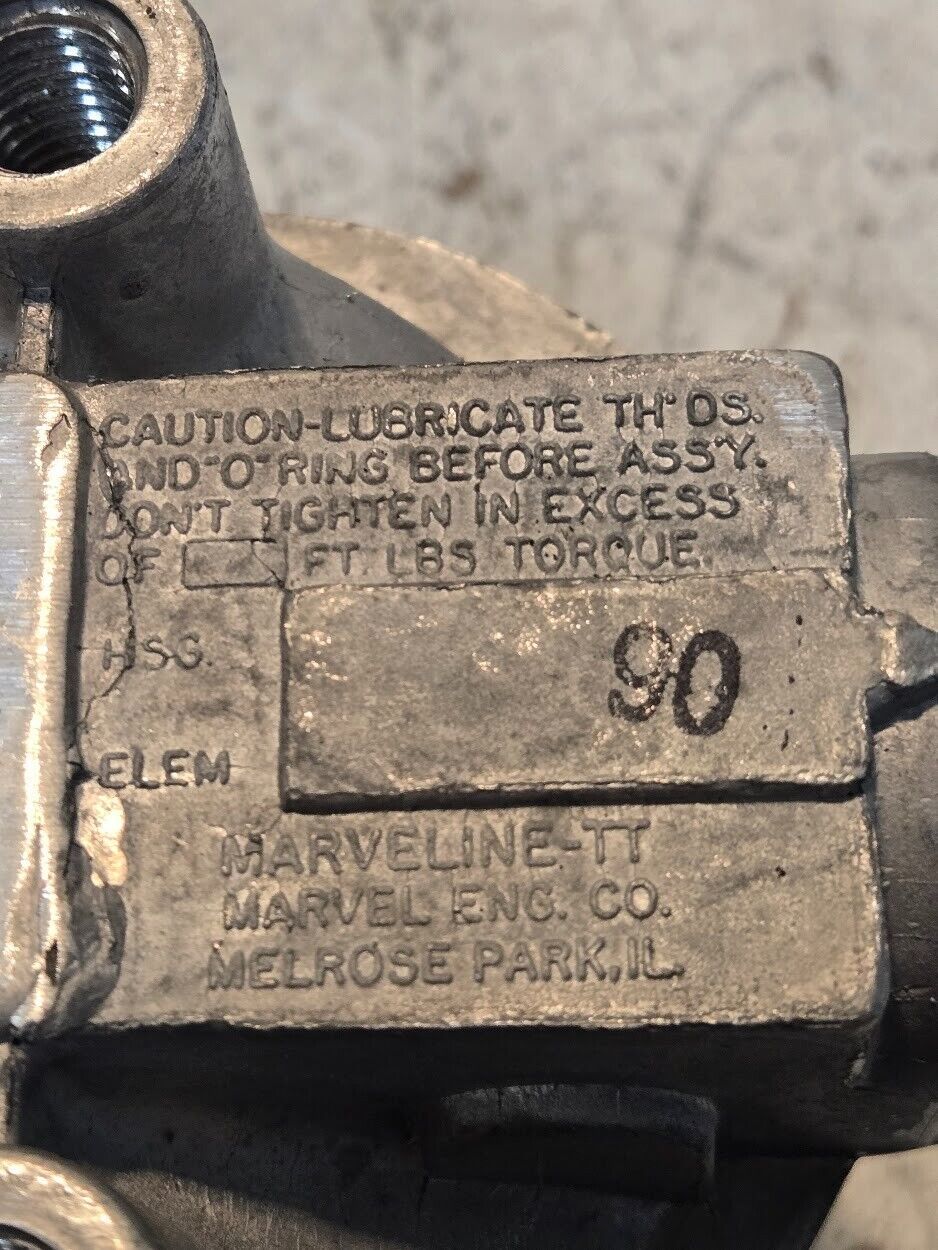 CAUTION-LUBRICATE TH'DS.
AND "O" RING BEFORE ASS'Y.
DON'T TIGHTEN IN EXCESS
OF FT. LBS TORQUE.
HSG.
90
ELEM
MARVELINE-TT
MARVEL ENG. CO.
MELROSE PARK, IL.